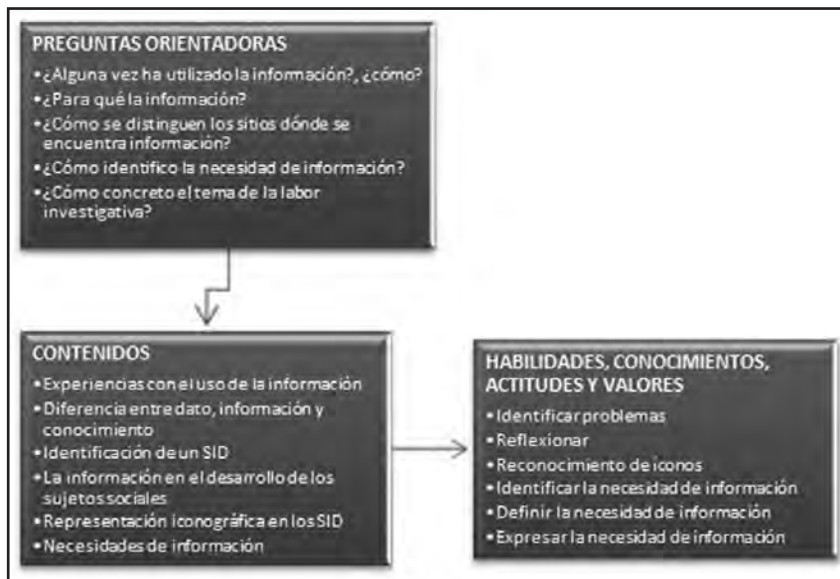 PREGUNTAS ORIENTADORAS
•¿Alguna vez ha utilizado la información?, ¿cómo?
•¿Para qué la información?
•¿Cómo se distinguen los sitios dónde se
encuentra información?
•¿Cómo identifico la necesidad de información?
•¿Cómo concreto el tema de la labor
investigativa?
CONTENIDOS
•Experiencias con el uso de la información
•Diferencia entre dato, información y
conocimiento
•Identificación de un SID
•La información en el desarrollo de los
sujetos sociales
•Representación iconográfica en los SID
•Necesidades de información
HABILIDADES, CONOCIMIENTOS,
ACTITUDES Y VALORES
•Identificar problemas
•Reflexionar
•Reconocimiento de íconos
•Identificar la necesidad de información
•Definir la necesidad de información
•Expresar la necesidad de información